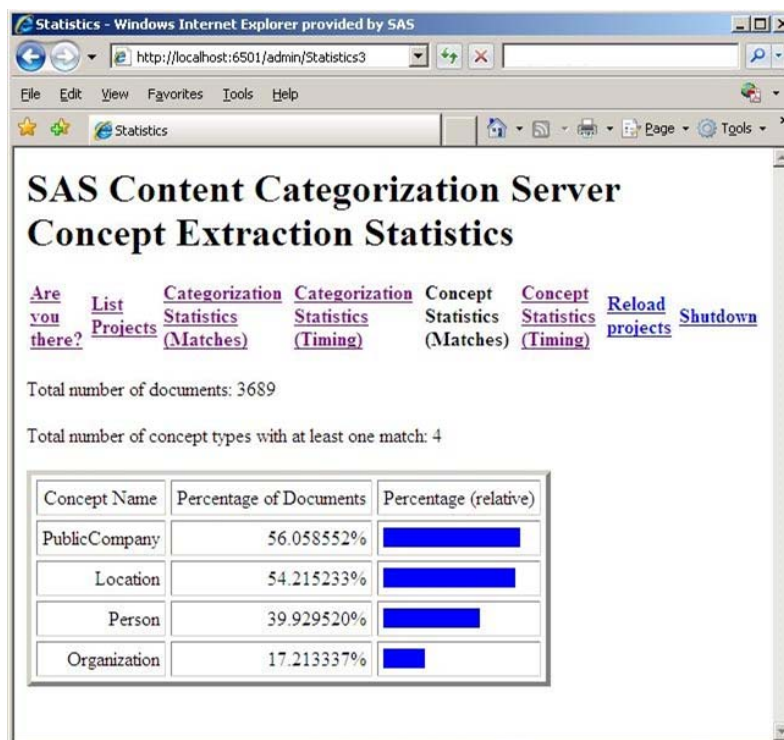 Statistics - Windows Internet Explorer provided by SAS
http://localhost:6501/admin/Statistics3
File Edit View Favorites Tools Help
Statistics
Page Tools
SAS Content Categorization Server
Concept Extraction Statistics
Are you there?
List Projects
Categorization Statistics (Matches)
Categorization Statistics (Timing)
Concept Statistics (Matches)
Concept Statistics (Timing)
Reload projects
Shutdown
Total number of documents: 3689
Total number of concept types with at least one match: 4
Concept Name Percentage of Documents Percentage (relative)
PublicCompany 56.058552%
Location 54.215233%
Person 39.929520%
Organization 17.213337%